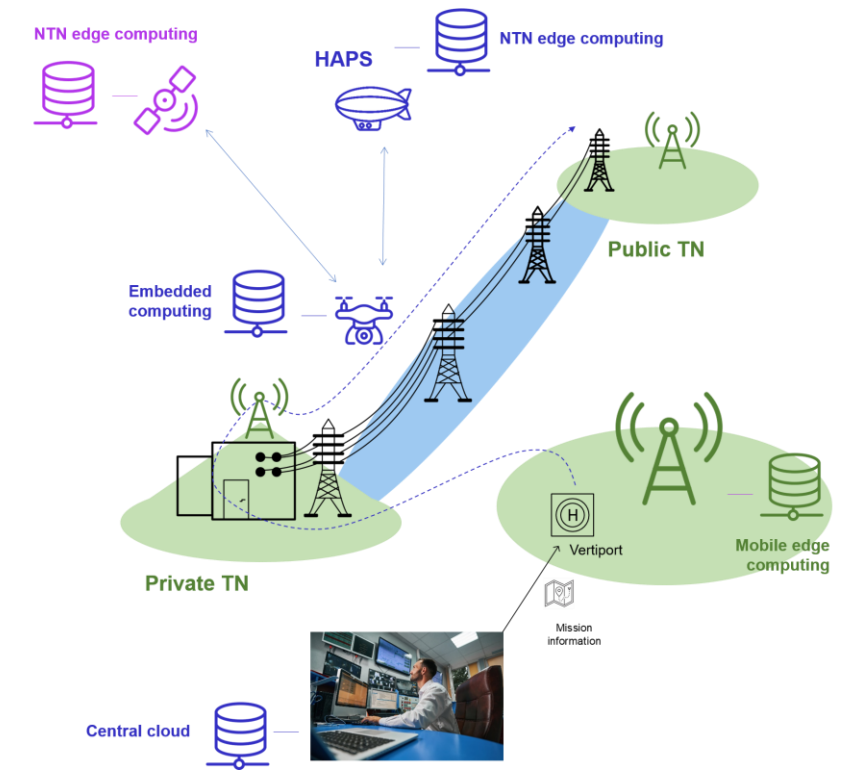 NTN edge computing
HAPS
NTN edge computing
Public TN
Embedded
computing
H
Vertiport
Mobile edge
computing
Private TN
Mission
information
Central cloud